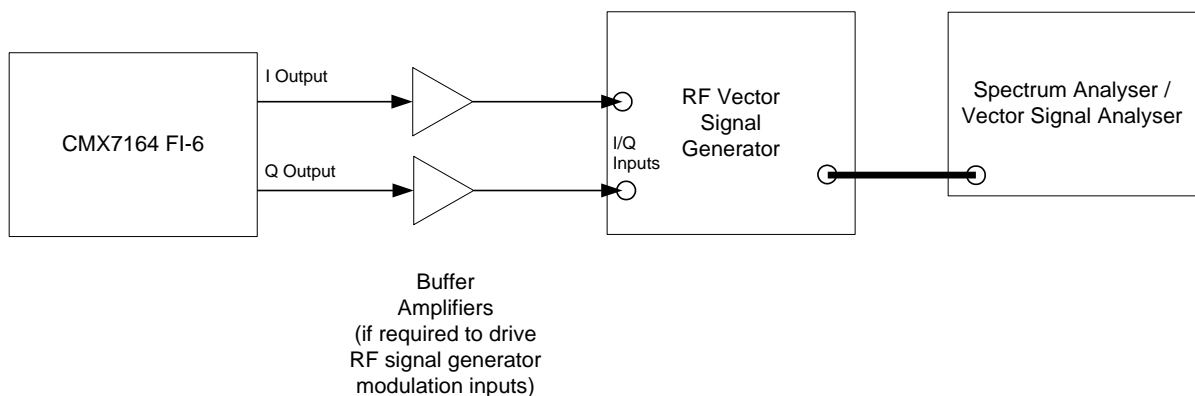 CMX7164 FI-6
I Output
Q Output
Buffer
Amplifiers
(if required to drive
RF signal generator
modulation inputs)
I/Q
Inputs
RF Vector
Signal
Generator
Spectrum Analyser /
Vector Signal Analyser